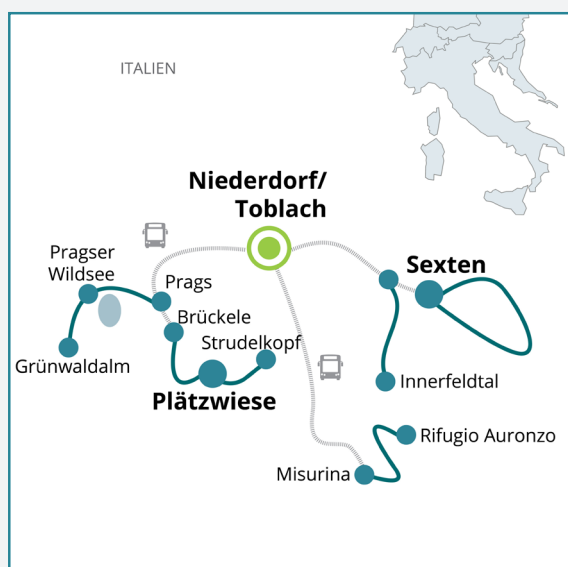 ITALIEN
Niederdorf/
Toblach
Pragser
Wildsee
Sexten
Prags
Brückele
Strudelkopf
Grünwaldalm
Plätzwiese
Innerfeldtal
Rifugio Auronzo
Misurina